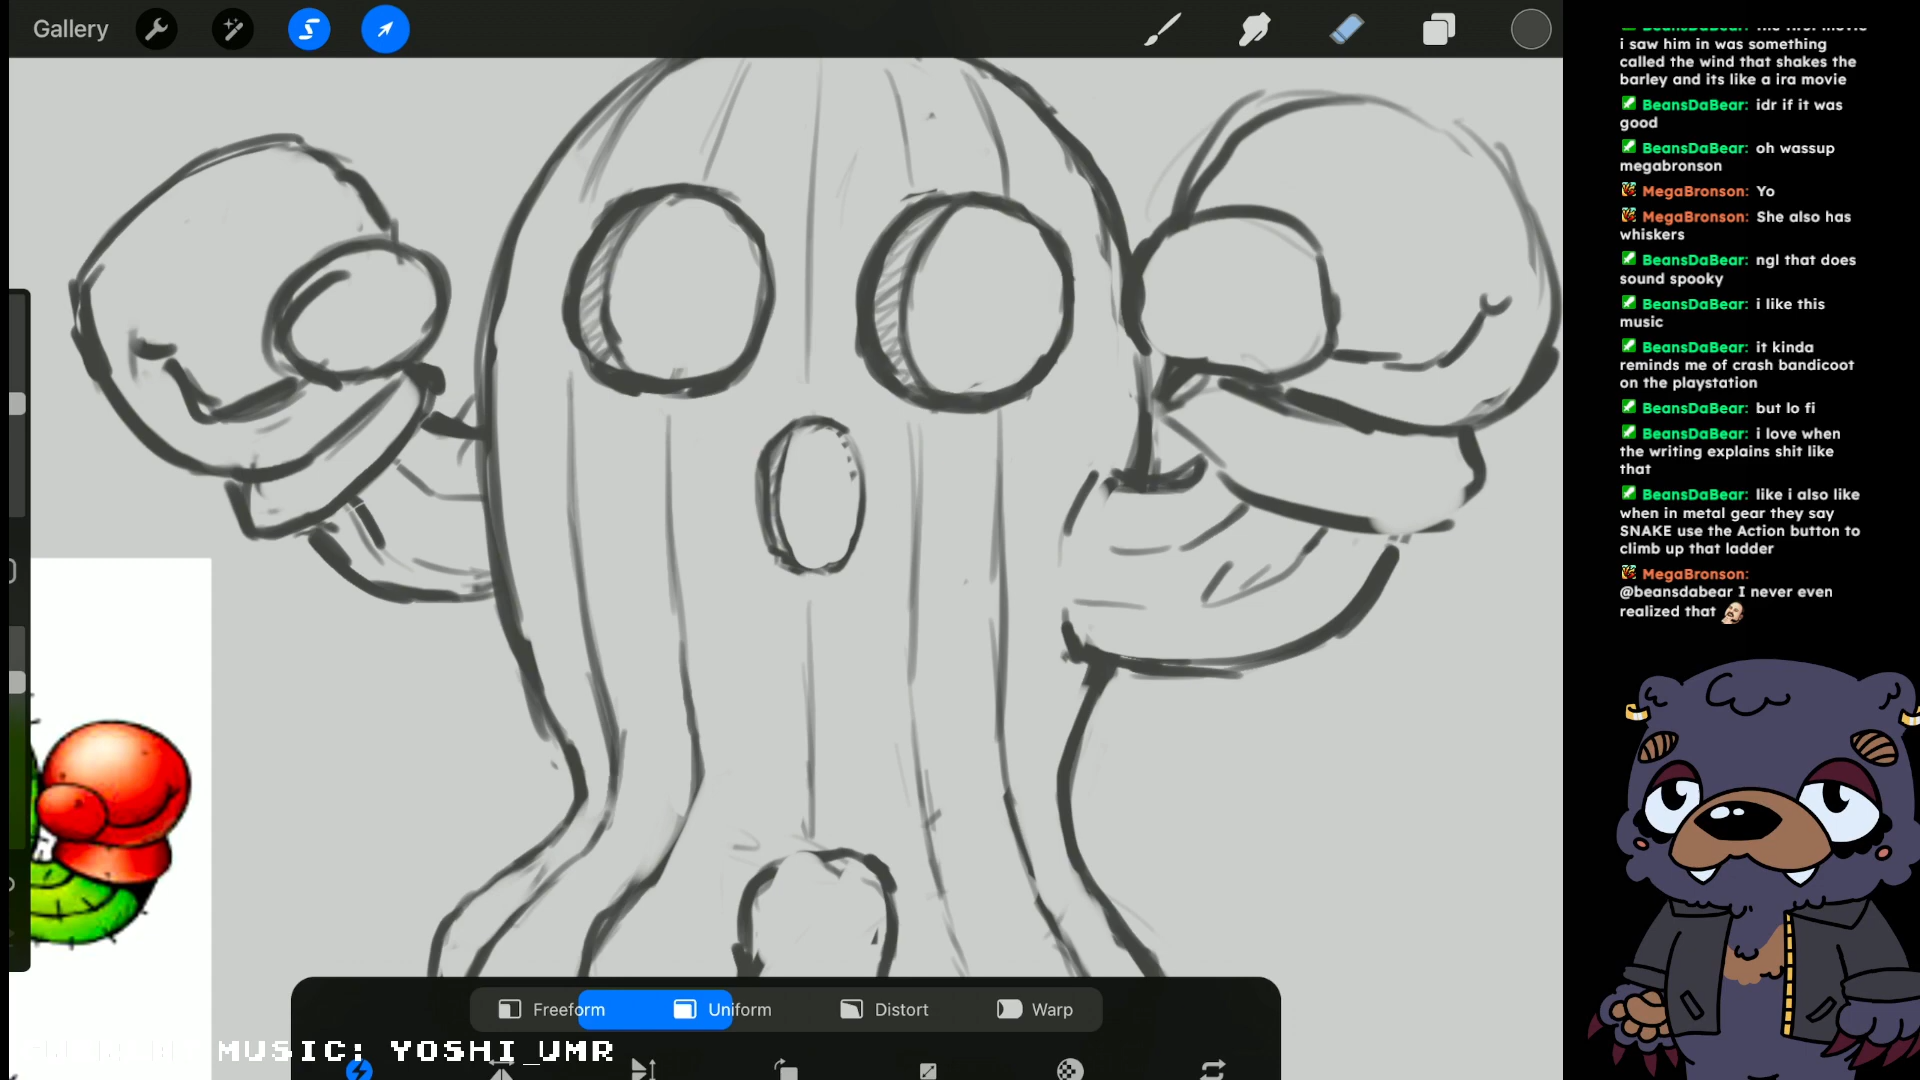 Gallery
i saw him in was something
called the wind that shakes the
barley and its like a ira movie
BeansDaBear: idr if it was
good
BeansDaBear: oh wassup
megabronson
MegaBronson: Yo
MegaBronson: She also has
whiskers
BeansDaBear: ngl that does
sound spooky
BeansDaBear: i like this
music
BeansDaBear: it kinda
reminds me of crash bandicoot
on the playstation
BeansDaBear: but lo fi
BeansDaBear: i love when
the writing explains shit like
that
BeansDaBear: like i also like
when in metal gear they say
SNAKE use the Action button to
climb up that ladder
MegaBronson:
@beansdabear I never even
realized that
Freeform Uniform Distort Warp
MUSIC: YOSHI_UMR